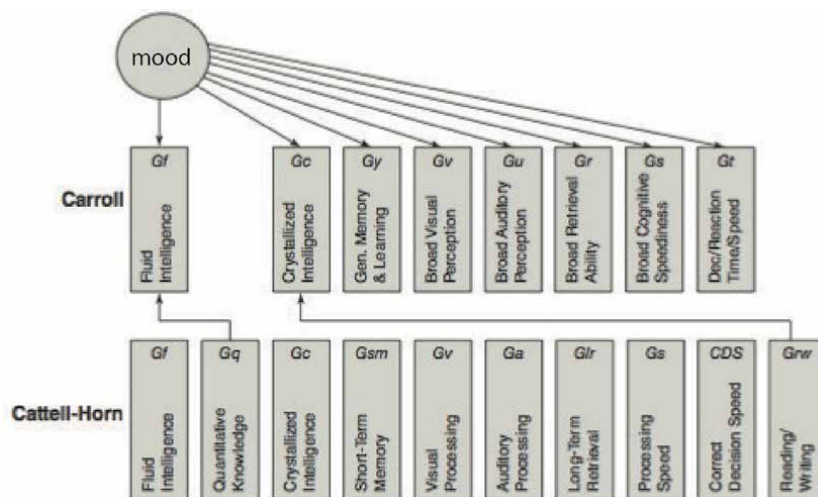 mood
Carroll
Gf
Fluid
Intelligence
Gc
Crystallized
Intelligence
Gy
Gen. Memory
& Learning
Gv
Broad Visual
Perception
Gu
Broad Auditory
Perception
Gr
Broad Retrieval
Ability
Gs
Broad Cognitive
Speediness
Gt
Dec/Reaction
Time/Speed
Cattell-Horn
Gf
Fluid
Intelligence
Gq
Quantitative
Knowledge
Gc
Crystallized
Intelligence
Gsm
Short-Term
Memory
Gv
Visual
Processing
Ga
Auditory
Processing
Glr
Long-Term
Retrieval
Gs
Processing
Speed
CDS
Correct
Decision Speed
Grw
Reading/
Writing